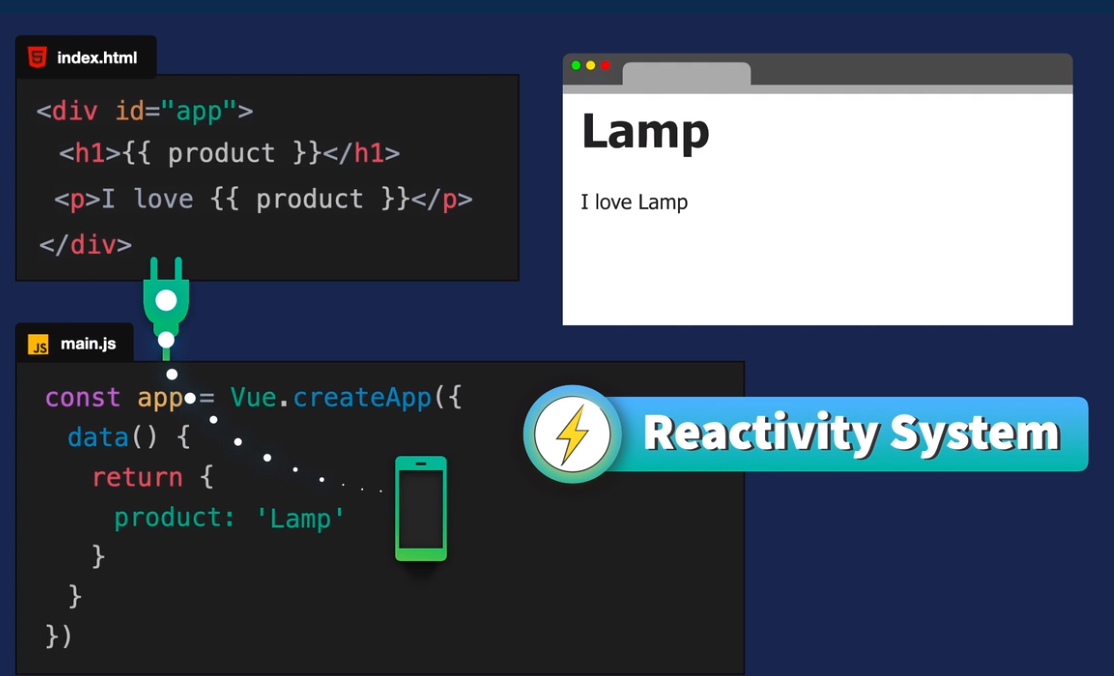 index.html
<div id="app">
<h1>{{ product }}</h1>
<p>I love {{ product }}</p>
</div>
Lamp
I love Lamp
JS main.js
const app = Vue.createApp({
data() {
return {
product: 'Lamp'
}
}
})
Reactivity System